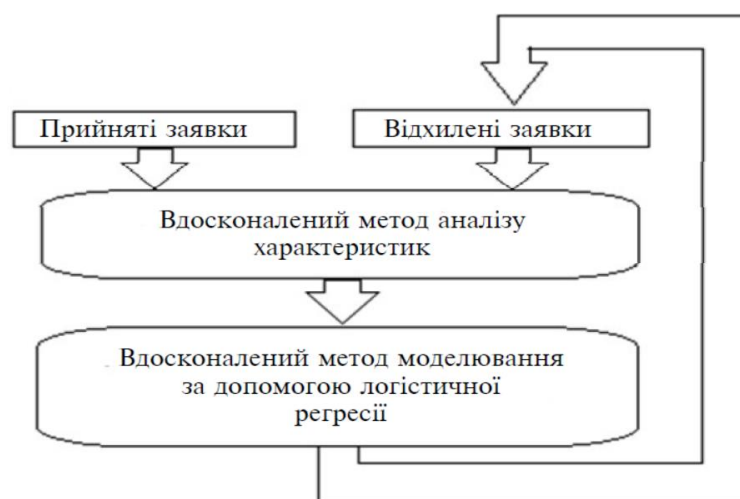 Прийняті заявки
Відхилені заявки
Вдосконалений метод аналізу
характеристик
Вдосконалений метод моделювання
за допомогою логістичної
регресії